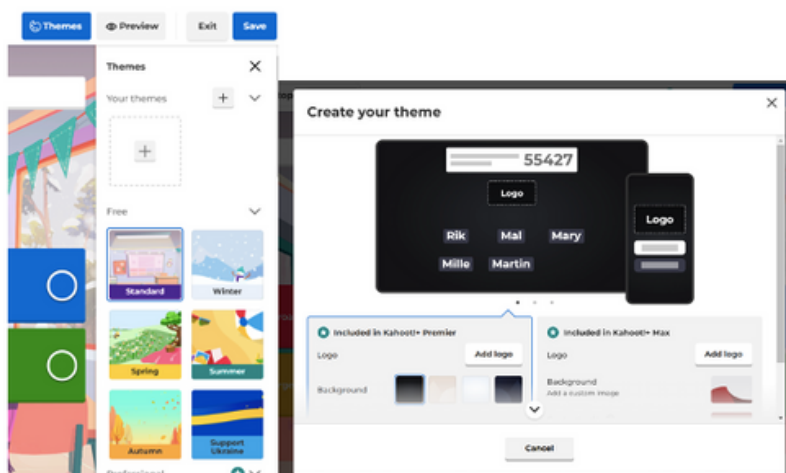 Themes Preview Exit Save
Themes
Your themes
Free
Standard Winter
Spring Summer
Autumn Support
Ukraine
Create your theme
55427
Logo
Rik Mal Mary
Mille Martin
Logo
Included in Kahoot!+ Premier
Logo Add logo
Background
Included in Kahoot!+ Max
Logo Add logo
Background
Add a custom image
Cancel